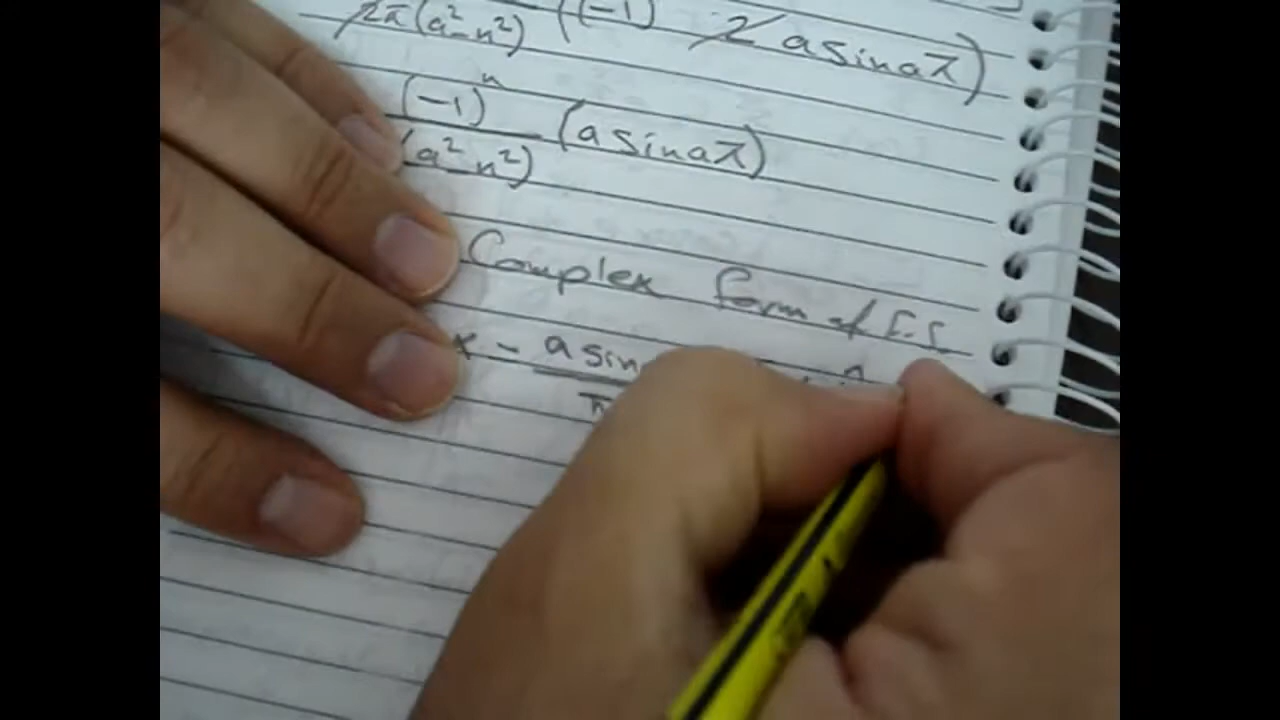 (-1) 2 a sin aπ)
2π(a²-n²)
(-1)ⁿ (a sin aπ)
(a²-n²)
Complex form of F.S
x - a sin
π